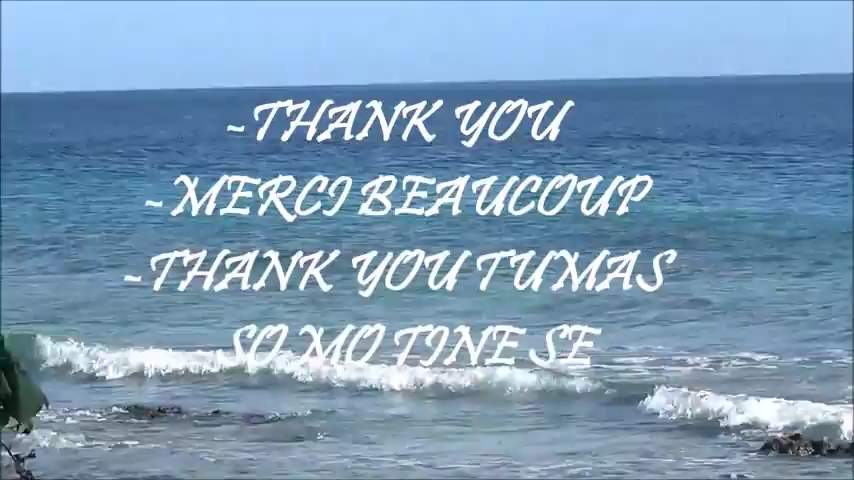 ~THANK YOU
~MERCI BEAUCOUP
~THANK YOU TUMAS
SO MO TINE SE